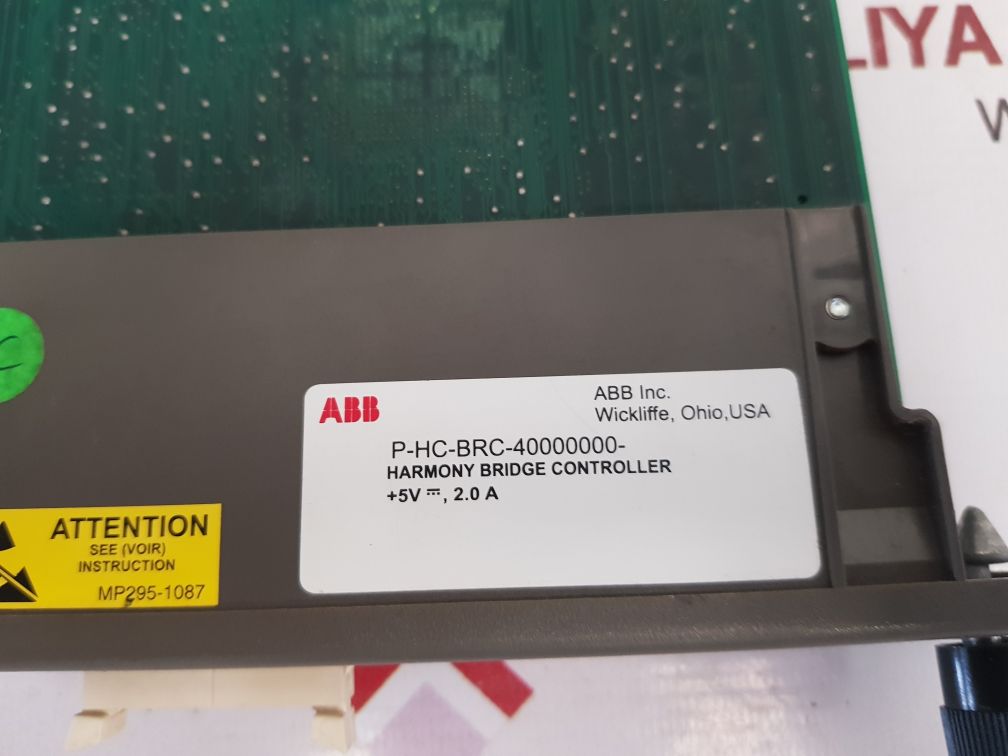 ABB
ABB Inc.
Wickliffe, Ohio,USA
P-HC-BRC-40000000-
HARMONY BRIDGE CONTROLLER
+5V ⎓, 2.0 A
ATTENTION
SEE (VOIR)
INSTRUCTION
MP295-1087
LIYA
W